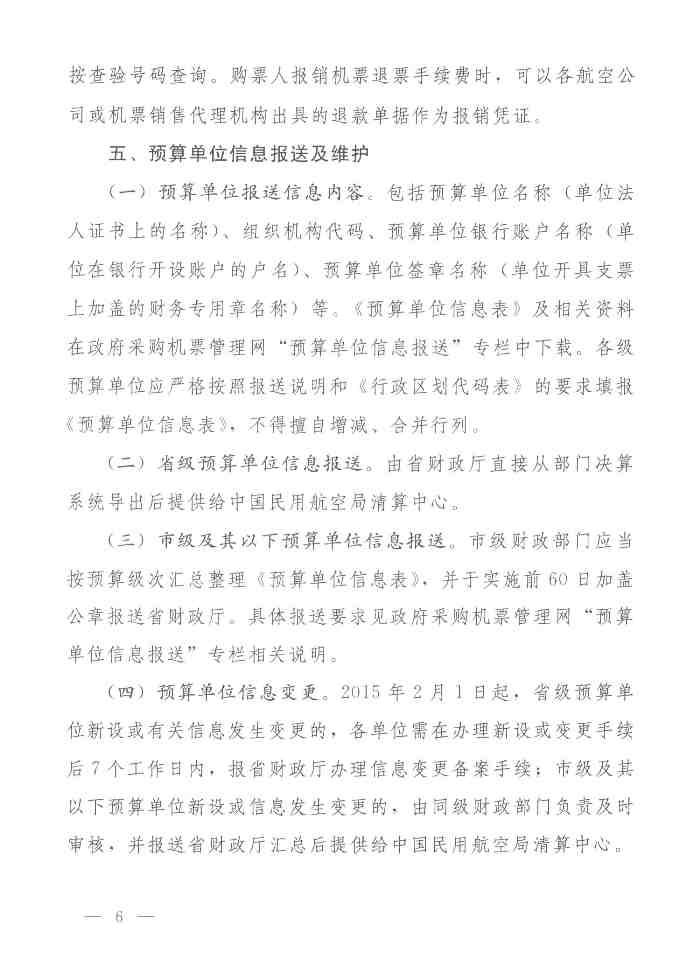 按查验号码查询。购票人报销机票退票手续费时，可以各航空公
司或机票销售代理机构出具的退款单据作为报销凭证。
五、预算单位信息报送及维护
（一）预算单位报送信息内容。包括预算单位名称（单位法
人证书上的名称）、组织机构代码、预算单位银行账户名称（单
位在银行开设账户的户名）、预算单位签章名称（单位开具支票
上加盖的财务专用章名称）等。《预算单位信息表》及相关资料
在政府采购机票管理网“预算单位信息报送”专栏中下载。各级
预算单位应严格按照报送说明和《行政区划代码表》的要求填报
《预算单位信息表》，不得擅自增减、合并行列。
（二）省级预算单位信息报送。由省财政厅直接从部门决算
系统导出后提供给中国民用航空局清算中心。
（三）市级及其以下预算单位信息报送。市级财政部门应当
按预算级次汇总整理《预算单位信息表》，并于实施前 60 日加盖
公章报送省财政厅。具体报送要求见政府采购机票管理网“预算
单位信息报送”专栏相关说明。
（四）预算单位信息变更。2015 年 2 月 1 日起，省级预算单
位新设或有关信息发生变更的，各单位需在办理新设或变更手续
后 7 个工作日内，报省财政厅办理信息变更备案手续；市级及其
以下预算单位新设或信息发生变更的，由同级财政部门负责及时
审核，并报送省财政厅汇总后提供给中国民用航空局清算中心。
— 6 —